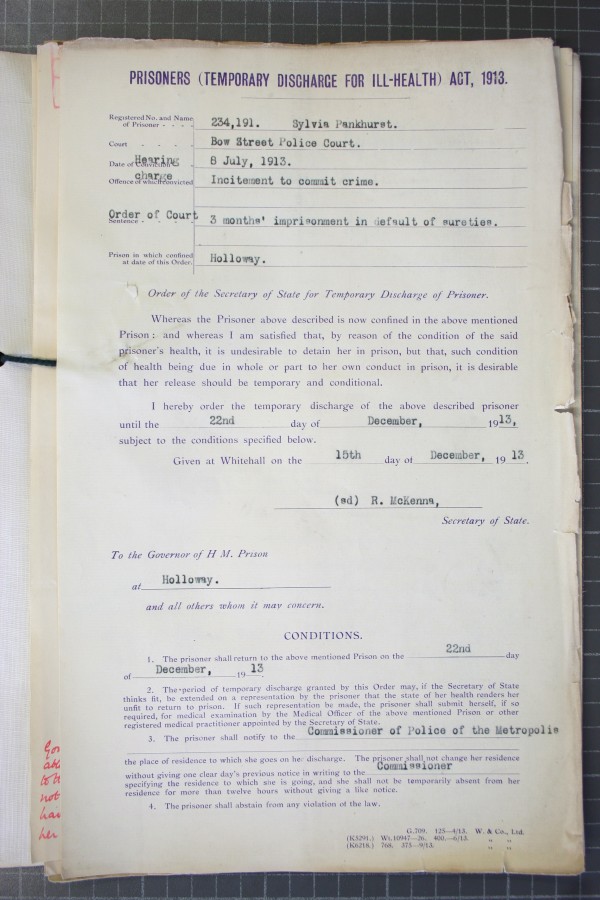 PRISONERS (TEMPORARY DISCHARGE FOR ILL-HEALTH) ACT, 1913.
Registered No. and Name of Prisoner - - - - 234,191. Sylvia Pankhurst.
Court - - - - Bow Street Police Court.
Date of Conviction Hearing - - 8 July, 1913.
Offence of which convicted charge Incitement to commit crime.
Order of Court
Sentence - - - - 3 months' imprisonment in default of sureties.
Prison in which confined at date of this Order. Holloway.
Order of the Secretary of State for Temporary Discharge of Prisoner.
Whereas the Prisoner above described is now confined in the above mentioned
Prison: and whereas I am satisfied that, by reason of the condition of the said
prisoner's health, it is undesirable to detain her in prison, but that, such condition
of health being due in whole or part to her own conduct in prison, it is desirable
that her release should be temporary and conditional.
I hereby order the temporary discharge of the above described prisoner
until the 22nd day of December, 1913,
subject to the conditions specified below.
Given at Whitehall on the 15th day of December, 1913.
(sd) R. McKenna,
Secretary of State.
To the Governor of H M. Prison
at Holloway.
and all others whom it may concern.
CONDITIONS.
1. The prisoner shall return to the above mentioned Prison on the 22nd day
of December, 1913.
2. The period of temporary discharge granted by this Order may, if the Secretary of State
thinks fit, be extended on a representation by the prisoner that the state of her health renders her
unfit to return to prison. If such representation be made, the prisoner shall submit herself, if so
required, for medical examination by the Medical Officer of the above mentioned Prison or other
registered medical practitioner appointed by the Secretary of State.
3. The prisoner shall notify to the Commissioner of Police of the Metropolis
the place of residence to which she goes on her discharge. The prisoner shall not change her residence
without giving one clear day's previous notice in writing to the Commissioner
specifying the residence to which she is going, and she shall not be temporarily absent from her
residence for more than twelve hours without giving a like notice.
4. The prisoner shall abstain from any violation of the law.
G.709. 125—4/13. W. & Co., Ltd.
(K5291.) Wt.10947—26. 400.—6/13. " "
(K6218.) 768. 375—9/13. " "
not
her